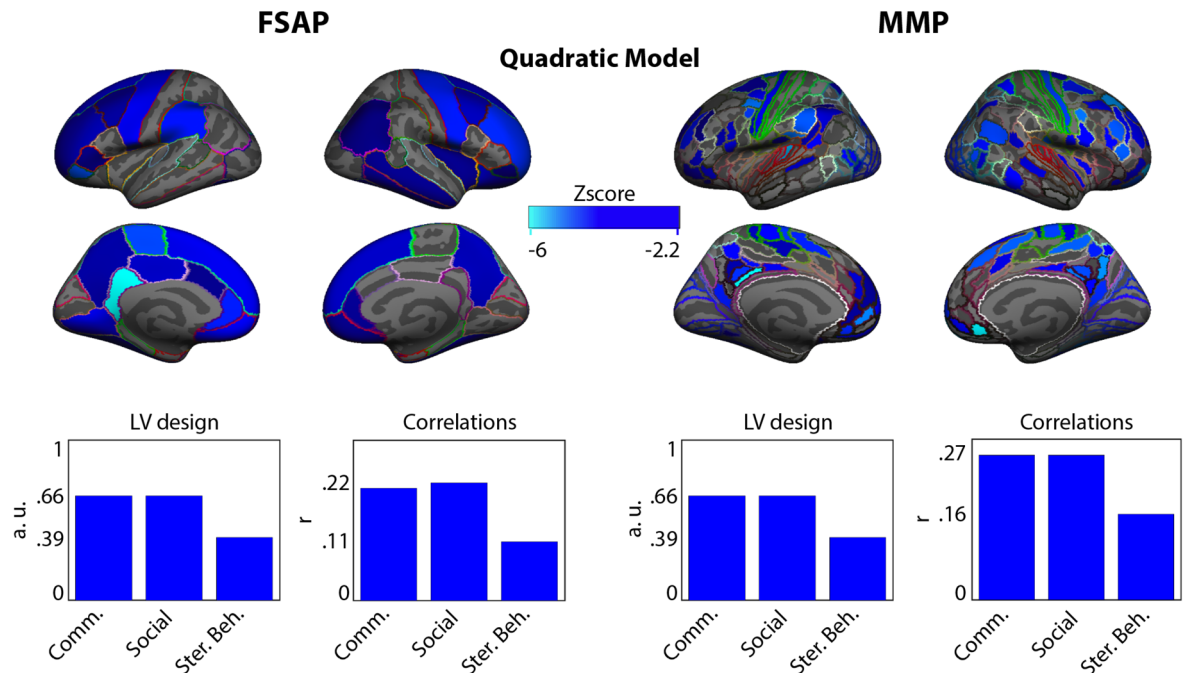 FSAP
MMP
Quadratic Model
Zscore
-6
-2.2
LV design
1
.66
.39
0
a. u.
Comm.
Social
Ster. Beh.
Correlations
.22
.11
0
r
Comm.
Social
Ster. Beh.
LV design
1
.66
.39
0
a. u.
Comm.
Social
Ster. Beh.
Correlations
.27
.16
0
r
Comm.
Social
Ster. Beh.